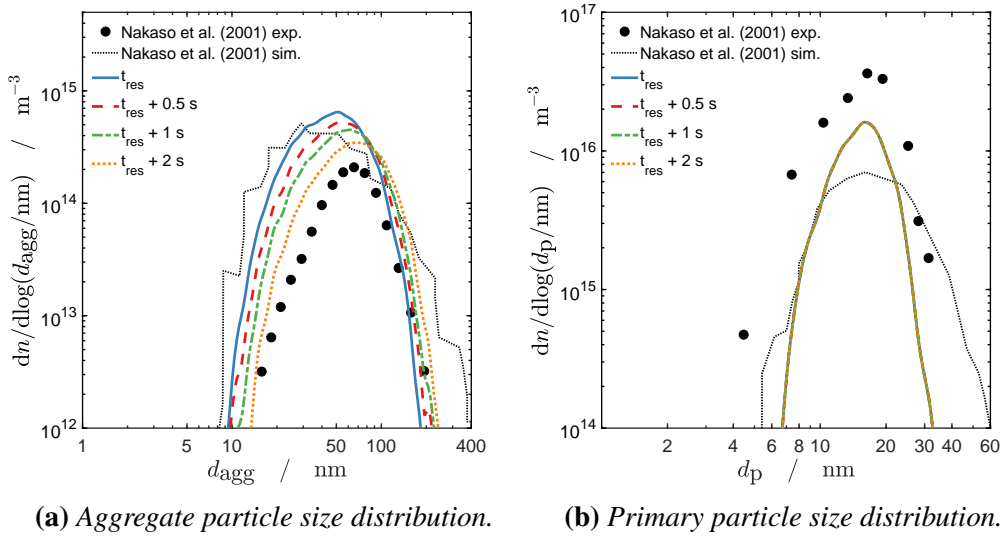 Nakaso et al. (2001) exp.
Nakaso et al. (2001) sim.
t_res
t_res + 0.5 s
t_res + 1 s
t_res + 2 s
dn/dlog(d_agg/nm) / m^−3
10^15
10^14
10^13
10^12
1 5 10 50 100 400
d_agg / nm
(a) Aggregate particle size distribution.
Nakaso et al. (2001) exp.
Nakaso et al. (2001) sim.
t_res
t_res + 0.5 s
t_res + 1 s
t_res + 2 s
dn/dlog(d_p/nm) / m^−3
10^17
10^16
10^15
10^14
2 4 6 8 10 20 30 40 60
d_p / nm
(b) Primary particle size distribution.